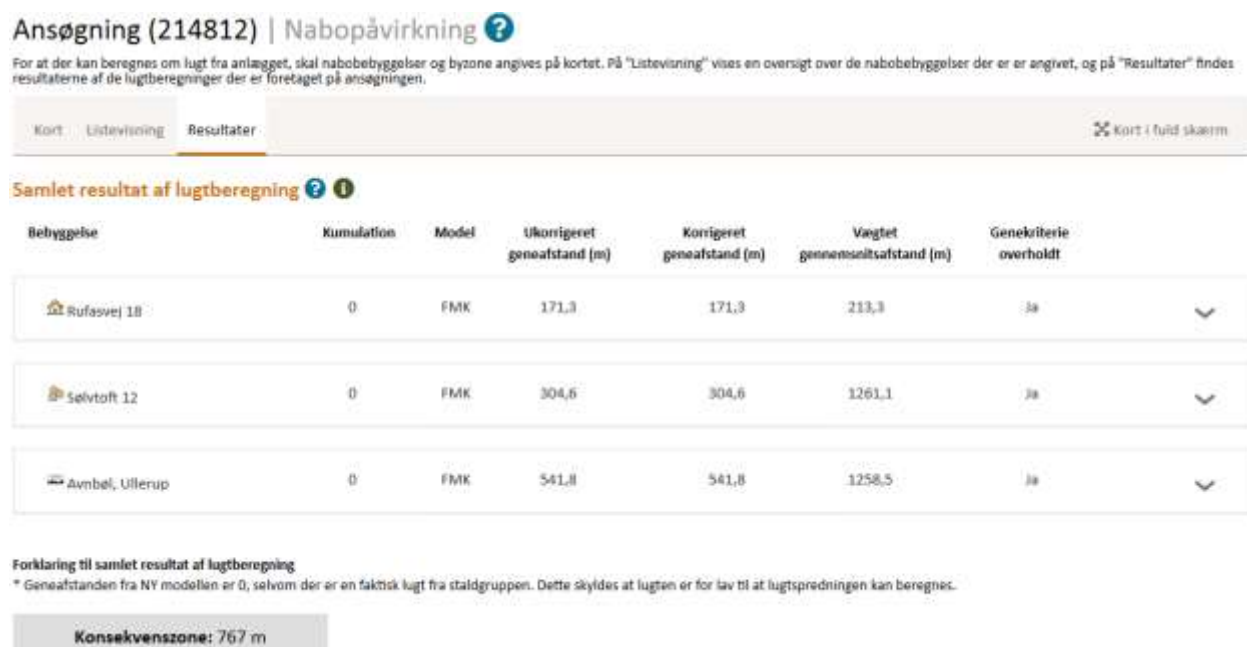 Ansøgning (214812) | Nabopåvirkning ?
For at der kan beregnes om lugt fra anlægget, skal nabobebyggelser og byzone angives på kortet. På "Listevisning" vises en oversigt over de nabobebyggelser der er er angivet, og på "Resultater" findes
resultaterne af de lugtberegninger der er foretaget på ansøgningen.
Kort Listevisning Resultater Kort i fuld skærm
Samlet resultat af lugtberegning ? i
Bebyggelse Kumulation Model Ukorrigeret Korrigeret Vægtet Genekriterie
geneafstand (m) geneafstand (m) gennemsnitsafstand (m) overholdt
Rufasvej 18 0 FMK 171,3 171,3 213,3 Ja
Sølvtoft 12 0 FMK 304,6 304,6 1261,1 Ja
Avnbøl, Ullerup 0 FMK 541,8 541,8 1258,5 Ja
Forklaring til samlet resultat af lugtberegning
* Geneafstanden fra NY modellen er 0, selvom der er en faktisk lugt fra staldgruppen. Dette skyldes at lugten er for lav til at lugtspredningen kan beregnes.
Konsekvenszone: 767 m